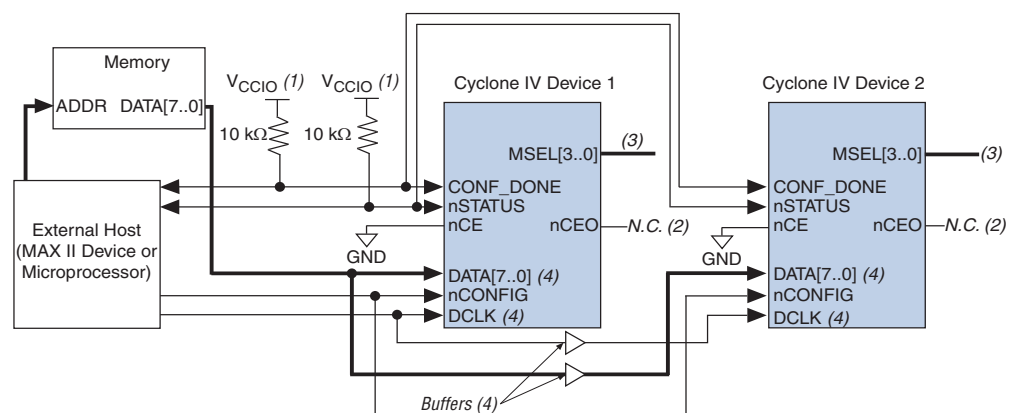 Memory
ADDR DATA[7..0]
VCCIO (1)
10 kΩ
VCCIO (1)
10 kΩ
External Host
(MAX II Device or
Microprocessor)
Cyclone IV Device 1
MSEL[3..0]
(3)
CONF_DONE
nSTATUS
nCE
nCEO
N.C. (2)
GND
DATA[7..0] (4)
nCONFIG
DCLK (4)
Cyclone IV Device 2
MSEL[3..0]
(3)
CONF_DONE
nSTATUS
nCE
nCEO
N.C. (2)
GND
DATA[7..0] (4)
nCONFIG
DCLK (4)
Buffers (4)